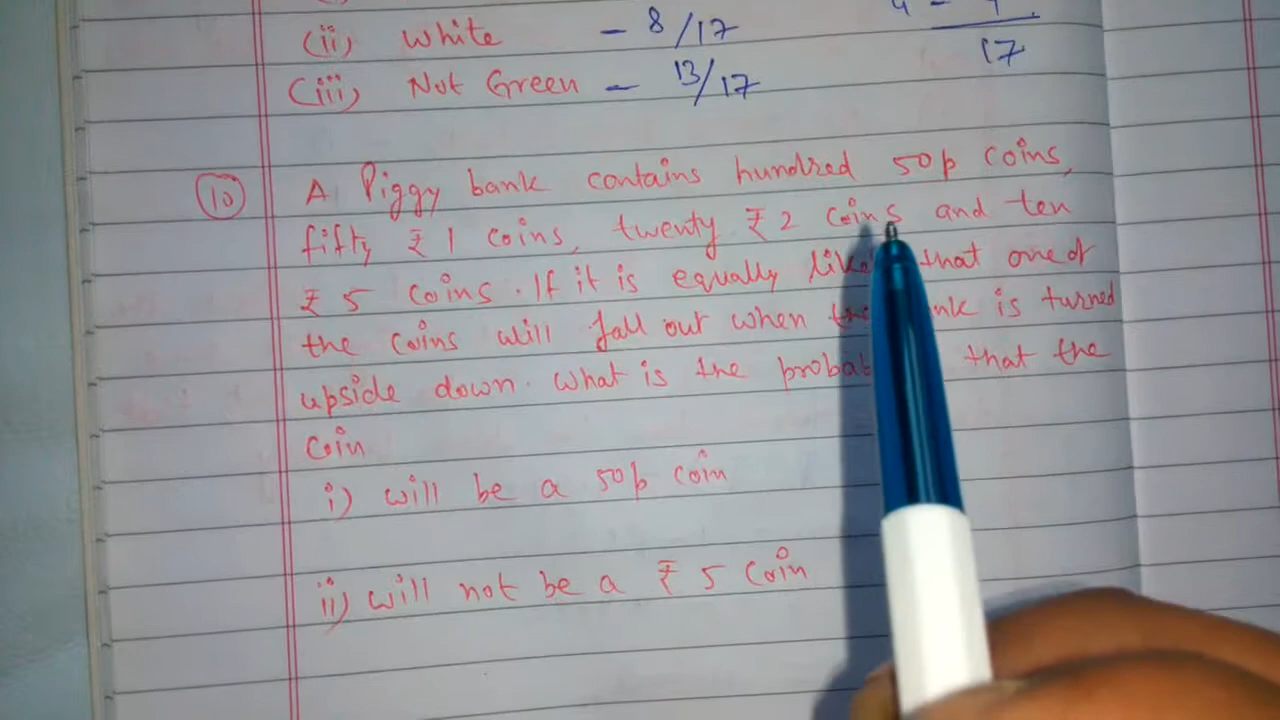 (ii) White - 8/17
17
(iii) Not Green - 13/17
(10) A Piggy bank contains hundred 50p coins,
fifty ₹ 1 coins, twenty ₹ 2 coins and ten
₹ 5 coins. If it is equally that one of
the coins will fall out when is turned
upside down. What is the that the
coin
i) will be a 50p coin
ii) will not be a ₹ 5 coin